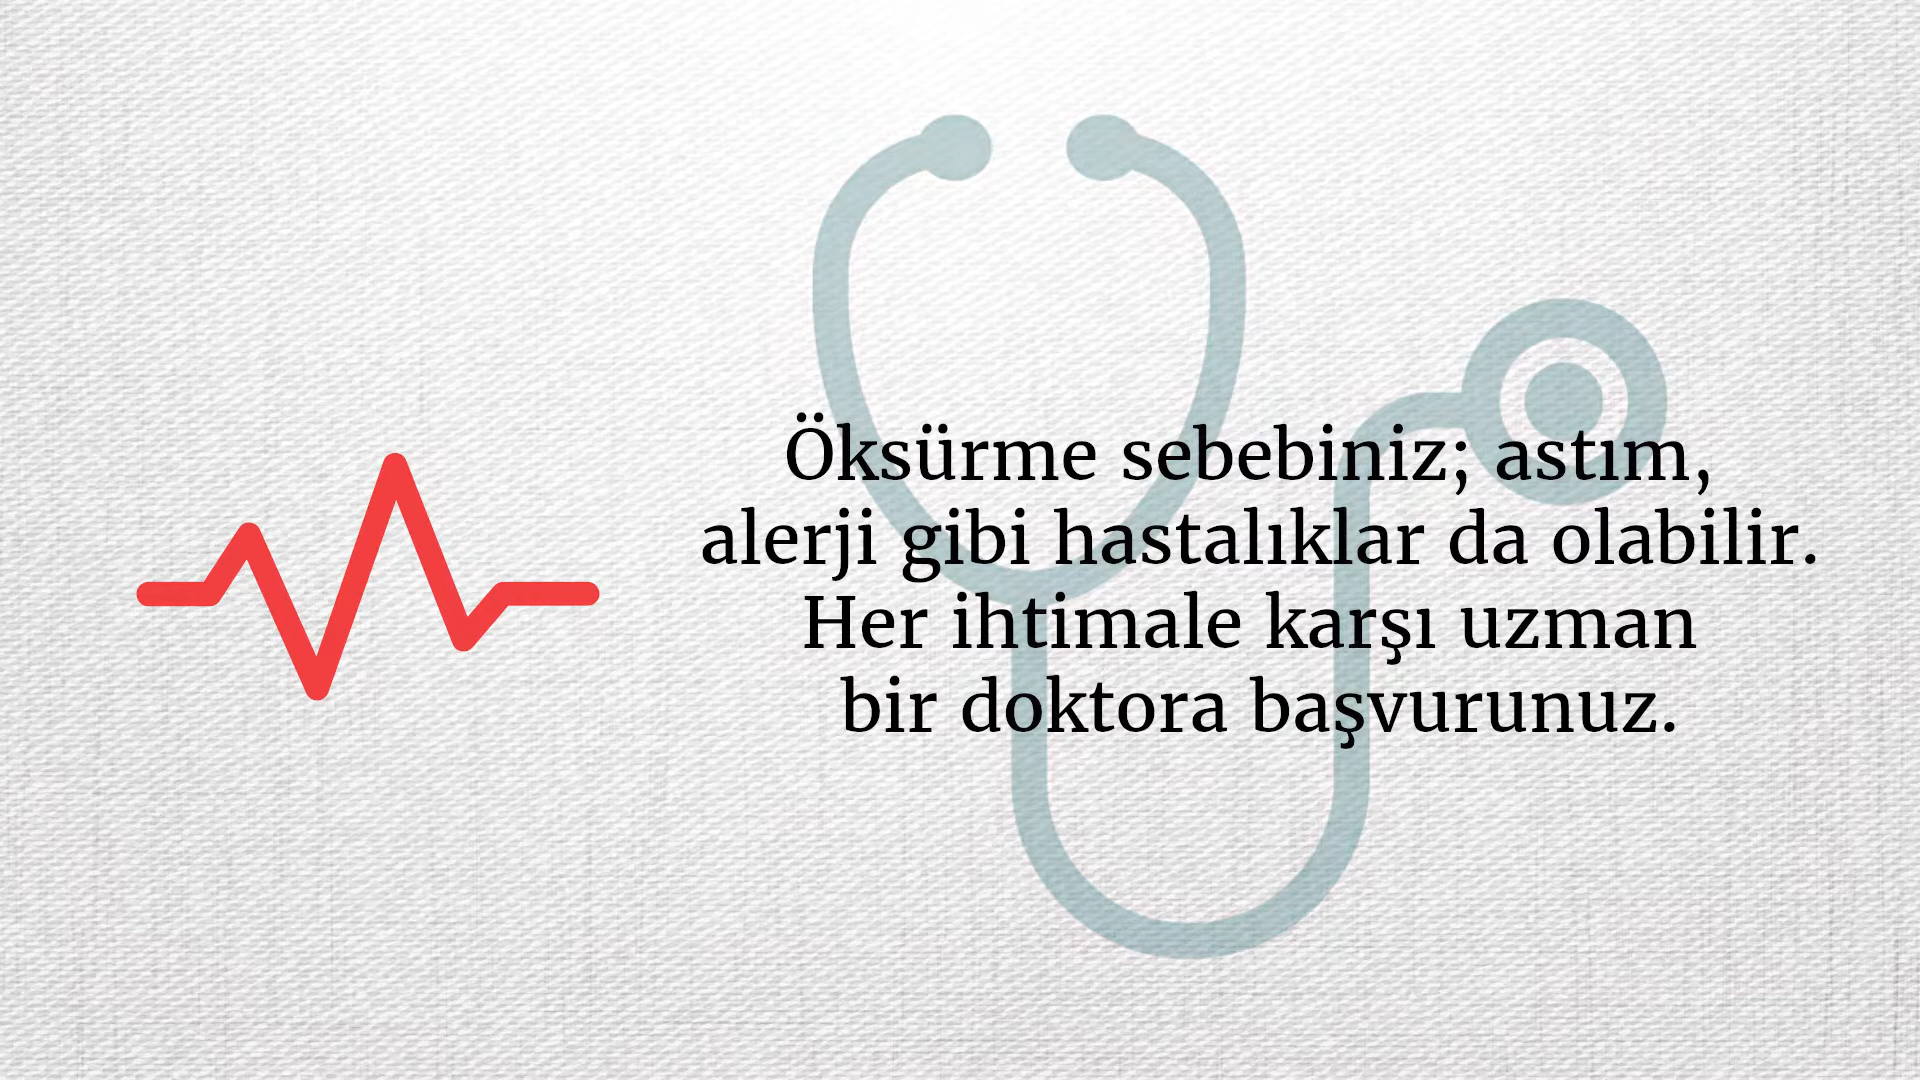 Öksürme sebebiniz; astım,
alerji gibi hastalıklar da olabilir.
Her ihtimale karşı uzman
bir doktora başvurunuz.